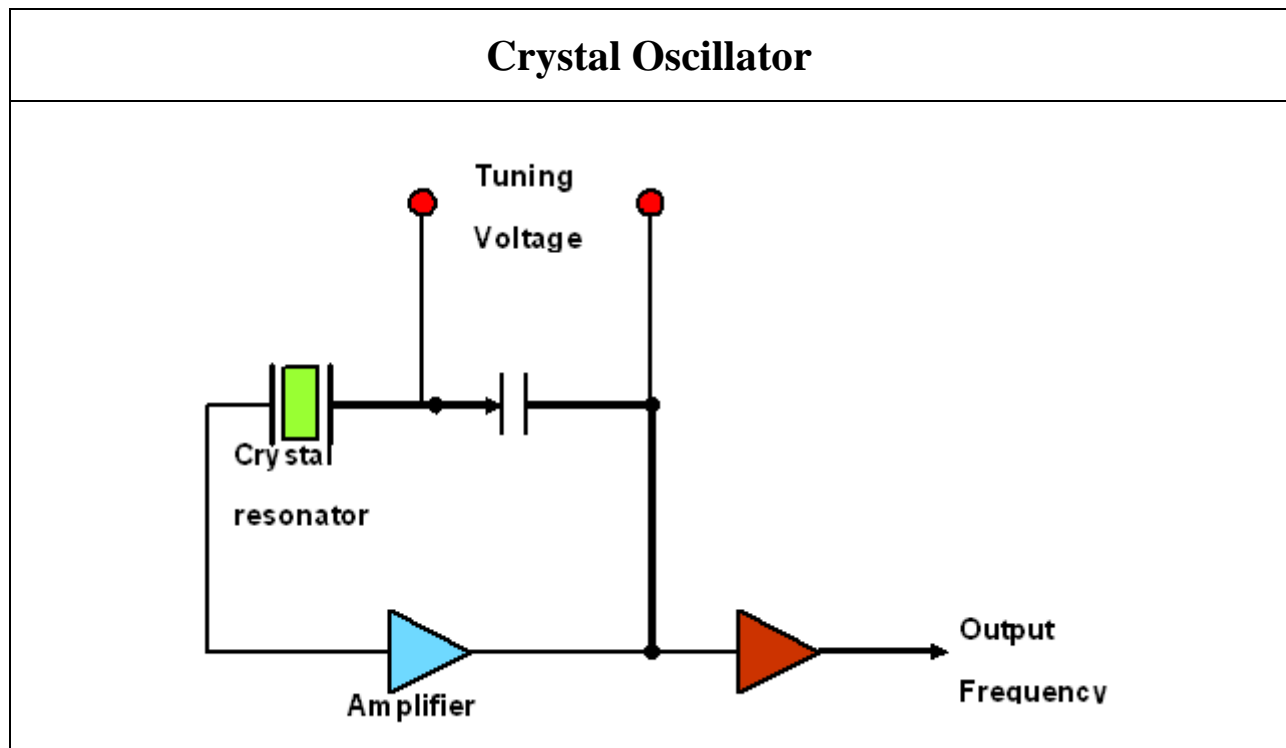 Crystal Oscillator
Tuning
Voltage
Crystal
resonator
Amplifier
Output
Frequency